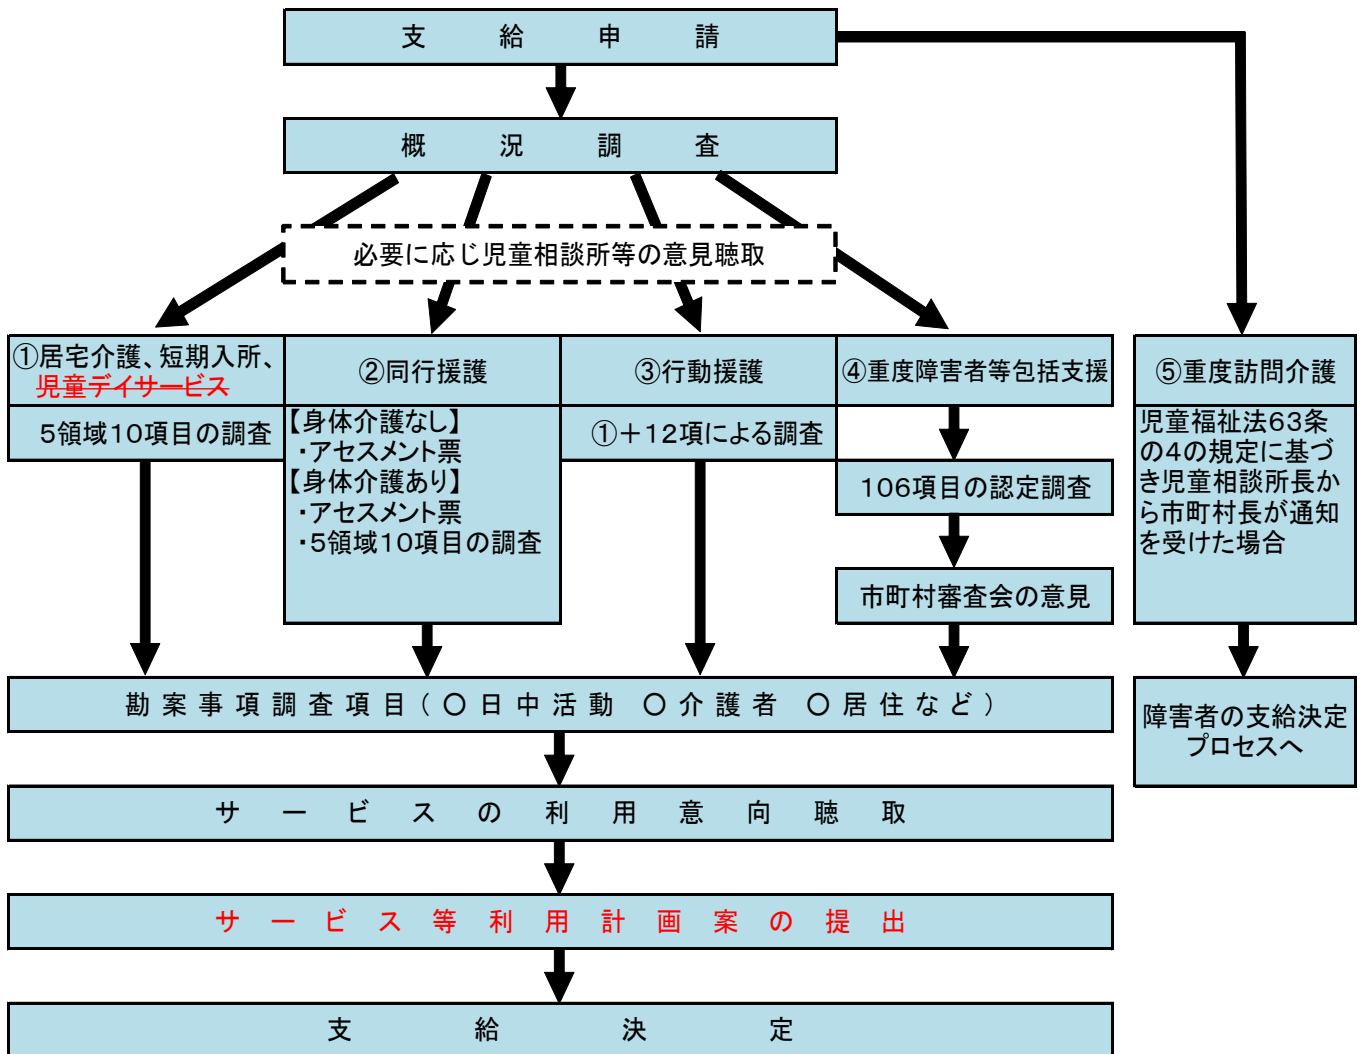 支給申請
概況調査
必要に応じ児童相談所等の意見聴取
①居宅介護、短期入所、
児童デイサービス
5領域10項目の調査
②同行援護
【身体介護なし】
・アセスメント票
【身体介護あり】
・アセスメント票
・5領域10項目の調査
③行動援護
①＋12項による調査
④重度障害者等包括支援
106項目の認定調査
市町村審査会の意見
⑤重度訪問介護
児童福祉法63条
の4の規定に基づ
き児童相談所長か
ら市町村長が通知
を受けた場合
障害者の支給決定
プロセスへ
勘案事項調査項目(〇日中活動 〇介護者 〇居住など)
サービスの利用意向聴取
サービス等利用計画案の提出
支給決定